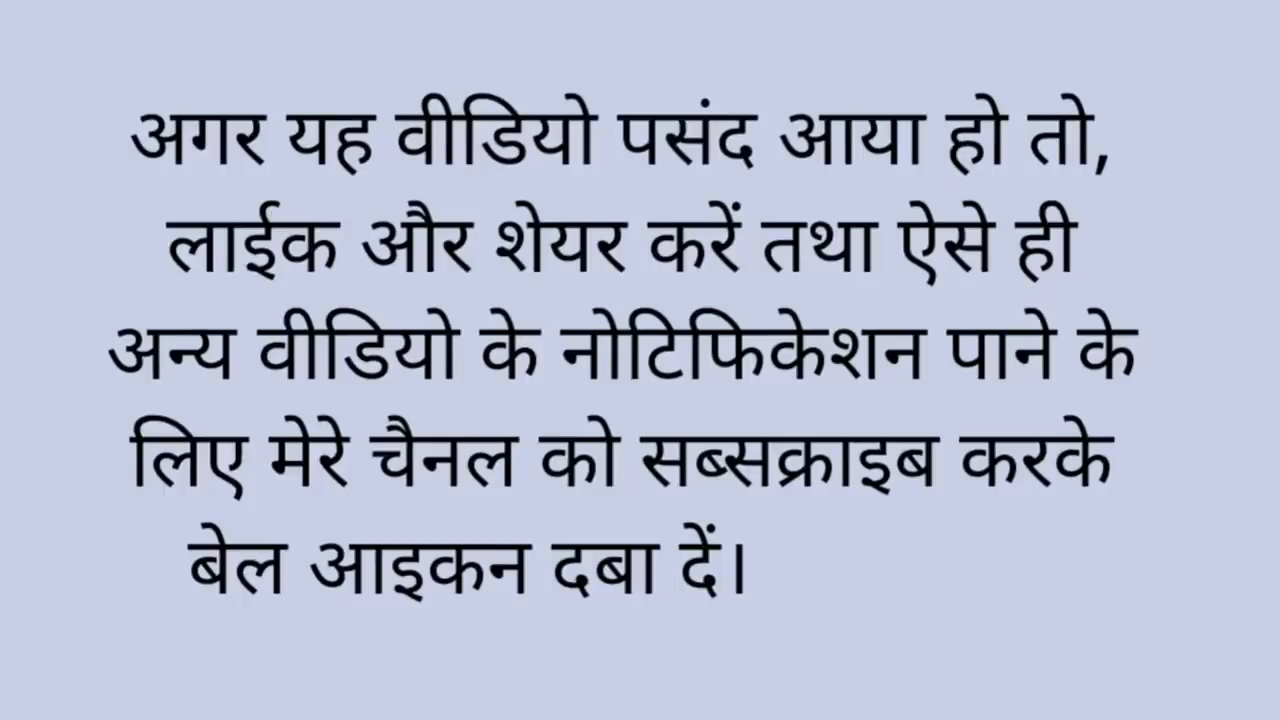 अगर यह वीडियो पसंद आया हो तो,
लाईक और शेयर करें तथा ऐसे ही
अन्य वीडियो के नोटिफिकेशन पाने के
लिए मेरे चैनल को सब्सक्राइब करके
बेल आइकन दबा दें।